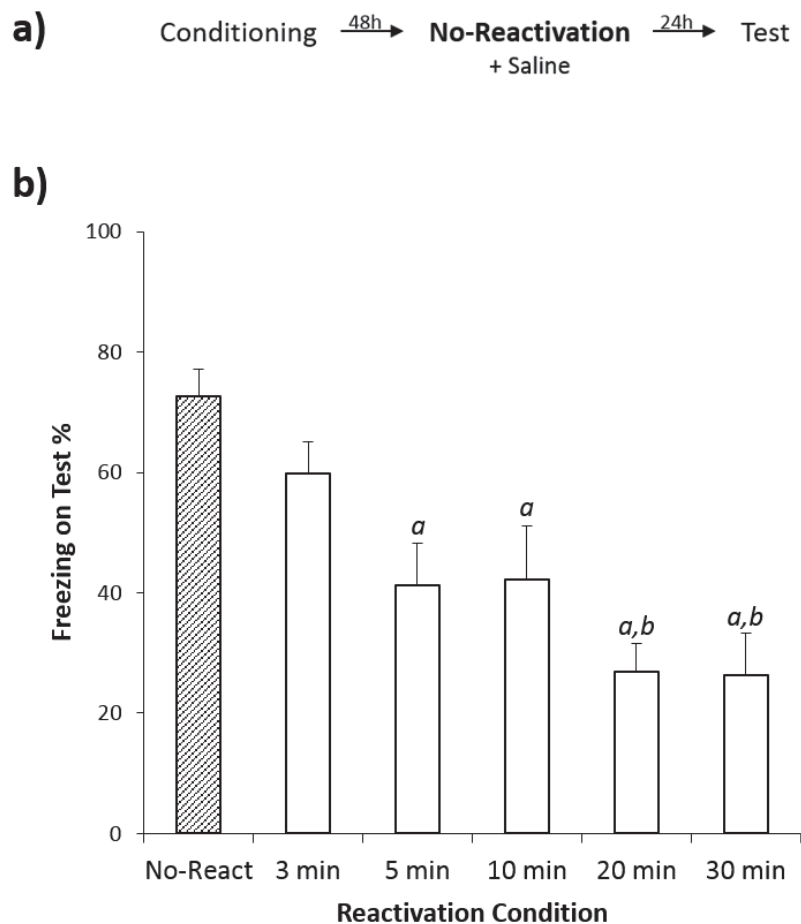 a)
Conditioning 48h No-Reactivation 24h Test
+ Saline
b)
100
80
60
40
20
0
Freezing on Test %
a
a
a,b
a,b
No-React 3 min 5 min 10 min 20 min 30 min
Reactivation Condition